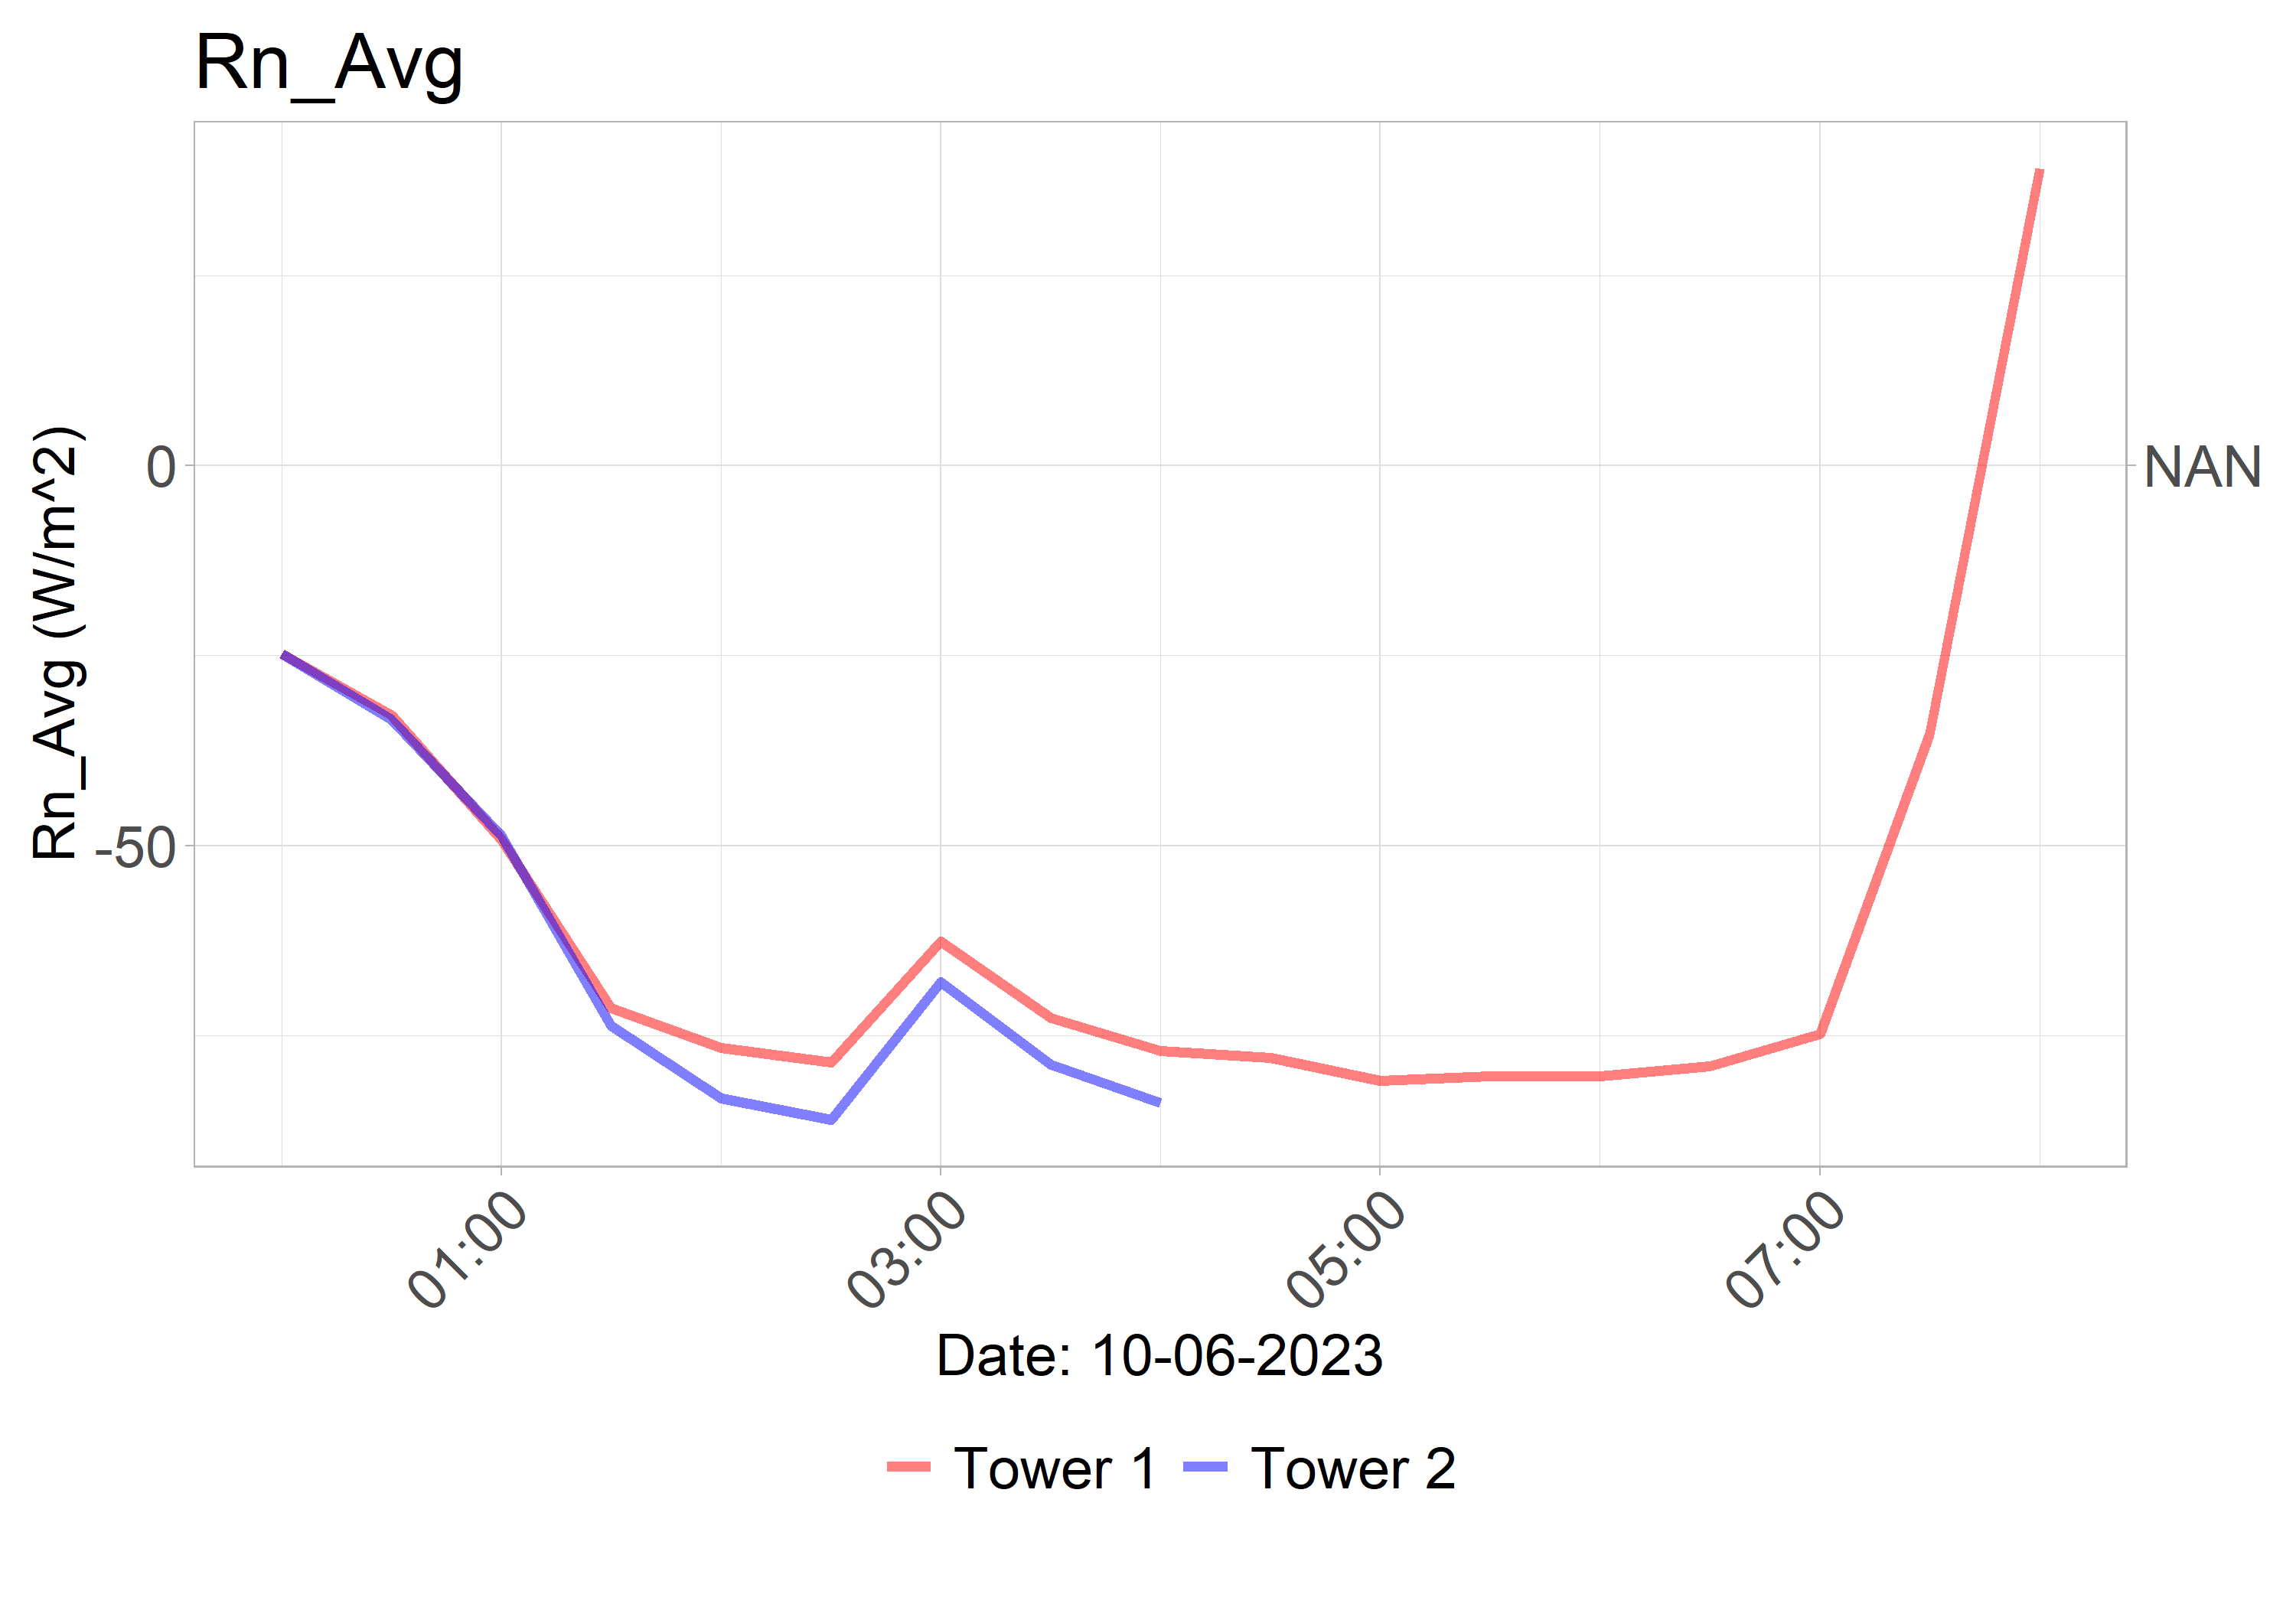 Rn_Avg
Rn_Avg (W/m^2)
0
-50
NAN
01:00
03:00
05:00
07:00
Date: 10-06-2023
Tower 1
Tower 2